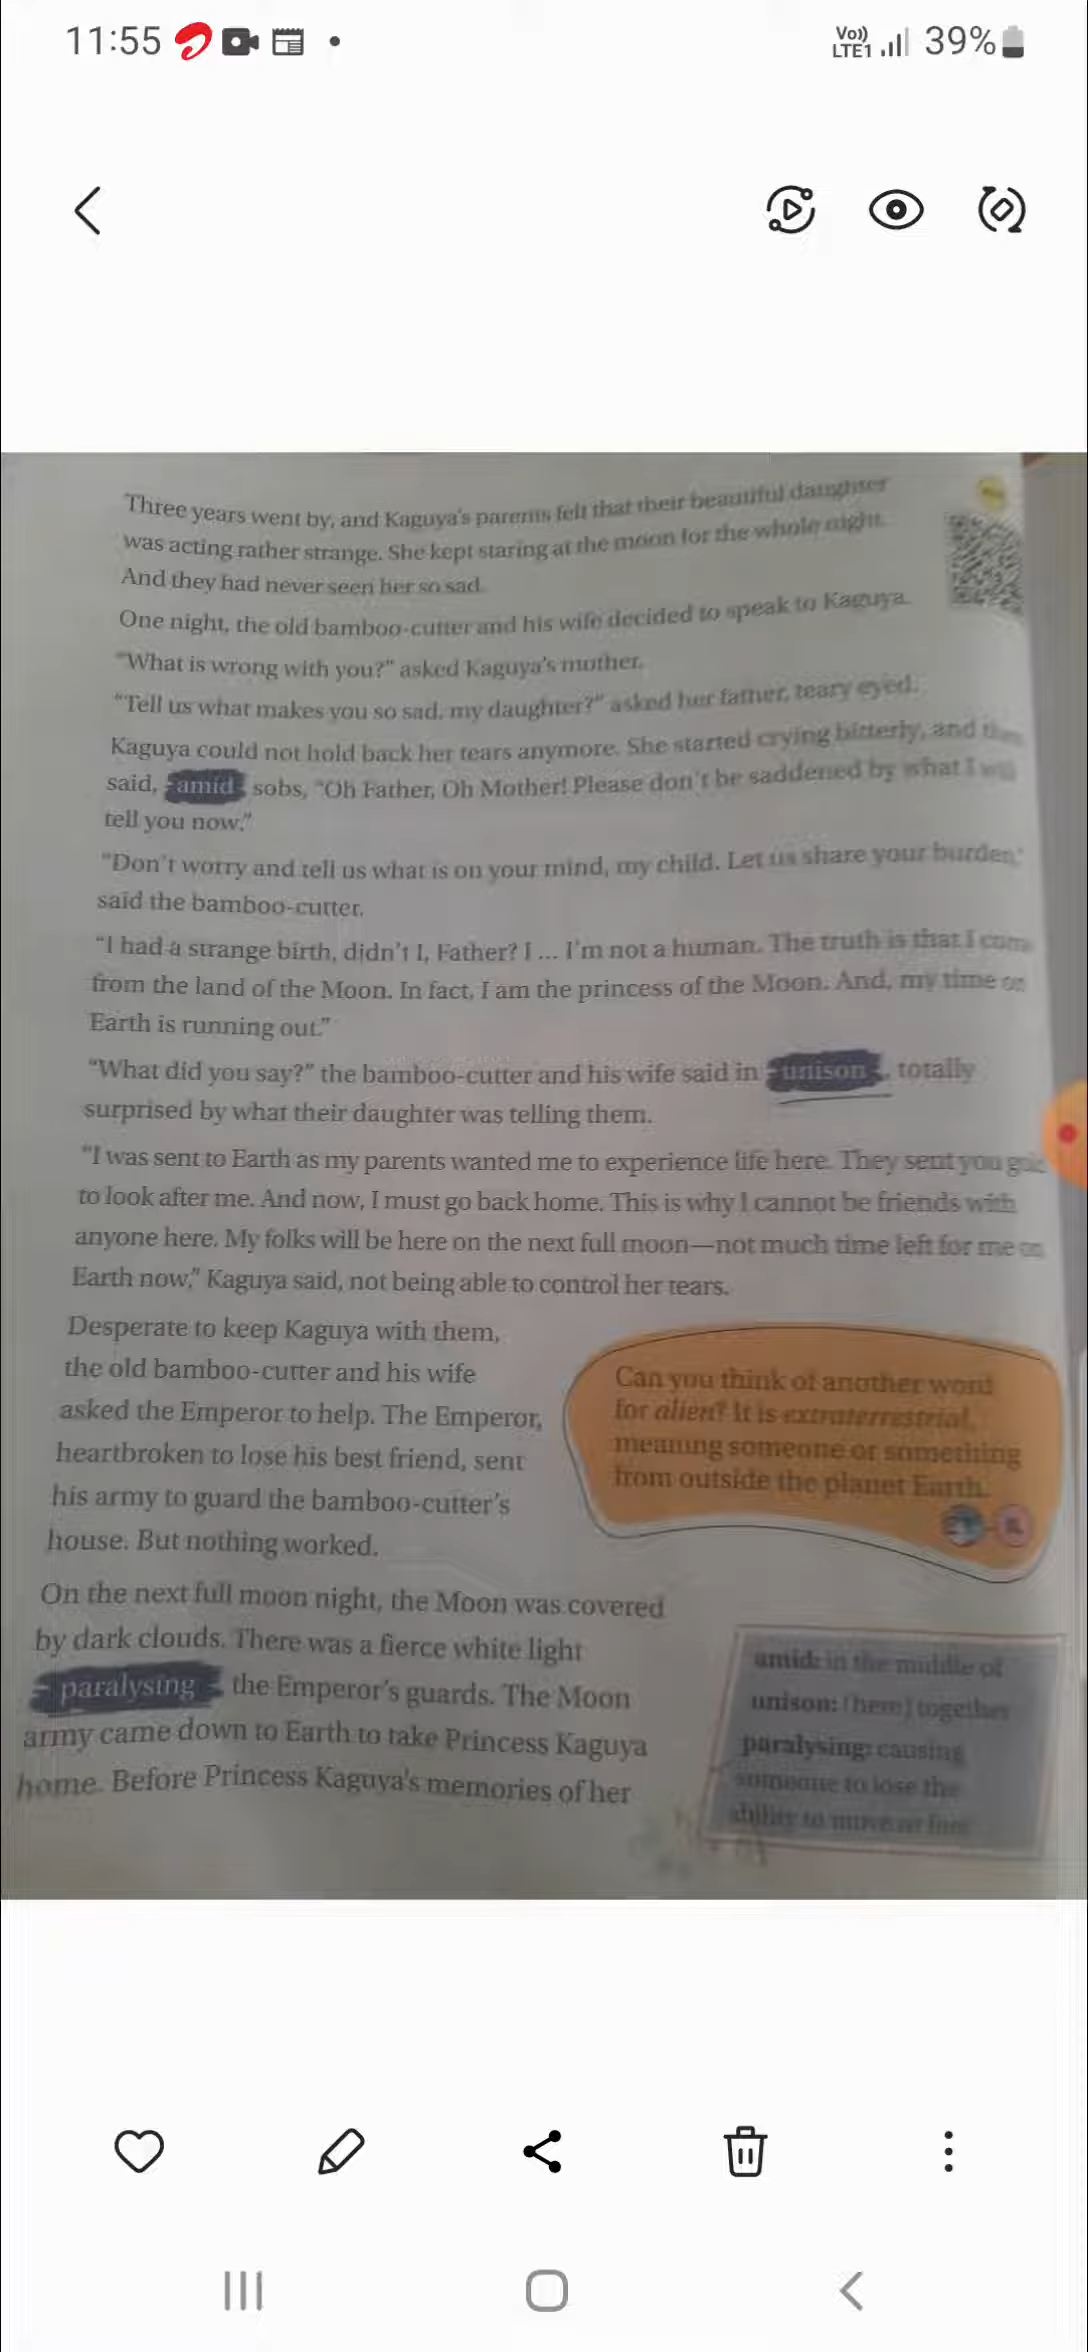 11:55
Vo))
LTE1
39%
Three years went by, and Kaguya's parents felt that their beautiful daughter
was acting rather strange. She kept staring at the moon for the whole night.
And they had never seen her so sad.
One night, the old bamboo-cutter and his wife decided to speak to Kaguya.
"What is wrong with you?" asked Kaguya's mother.
"Tell us what makes you so sad, my daughter?" asked her father, teary eyed.
Kaguya could not hold back her tears anymore. She started crying bitterly, and
said, amid sobs, "Oh Father, Oh Mother! Please don't be saddened by what I
tell you now."
"Don't worry and tell us what is on your mind, my child. Let us share your burden,"
said the bamboo-cutter.
"I had a strange birth, didn't I, Father? I ... I'm not a human. The truth is that I come
from the land of the Moon. In fact, I am the princess of the Moon. And, my time on
Earth is running out."
"What did you say?" the bamboo-cutter and his wife said in unison, totally
surprised by what their daughter was telling them.
"I was sent to Earth as my parents wanted me to experience life here. They sent you
to look after me. And now, I must go back home. This is why I cannot be friends with
anyone here. My folks will be here on the next full moon—not much time left for me on
Earth now," Kaguya said, not being able to control her tears.
Desperate to keep Kaguya with them,
the old bamboo-cutter and his wife
asked the Emperor to help. The Emperor,
heartbroken to lose his best friend, sent
his army to guard the bamboo-cutter's
house. But nothing worked.
Can you think of another word
for alien? It is extraterrestrial,
meaning someone or something
from outside the planet Earth.
On the next full moon night, the Moon was covered
by dark clouds. There was a fierce white light
paralysing the Emperor's guards. The Moon
army came down to Earth to take Princess Kaguya
home. Before Princess Kaguya's memories of her
amid: in the middle of
unison: (here) together
paralysing: causing
someone to lose the
ability to move or feel